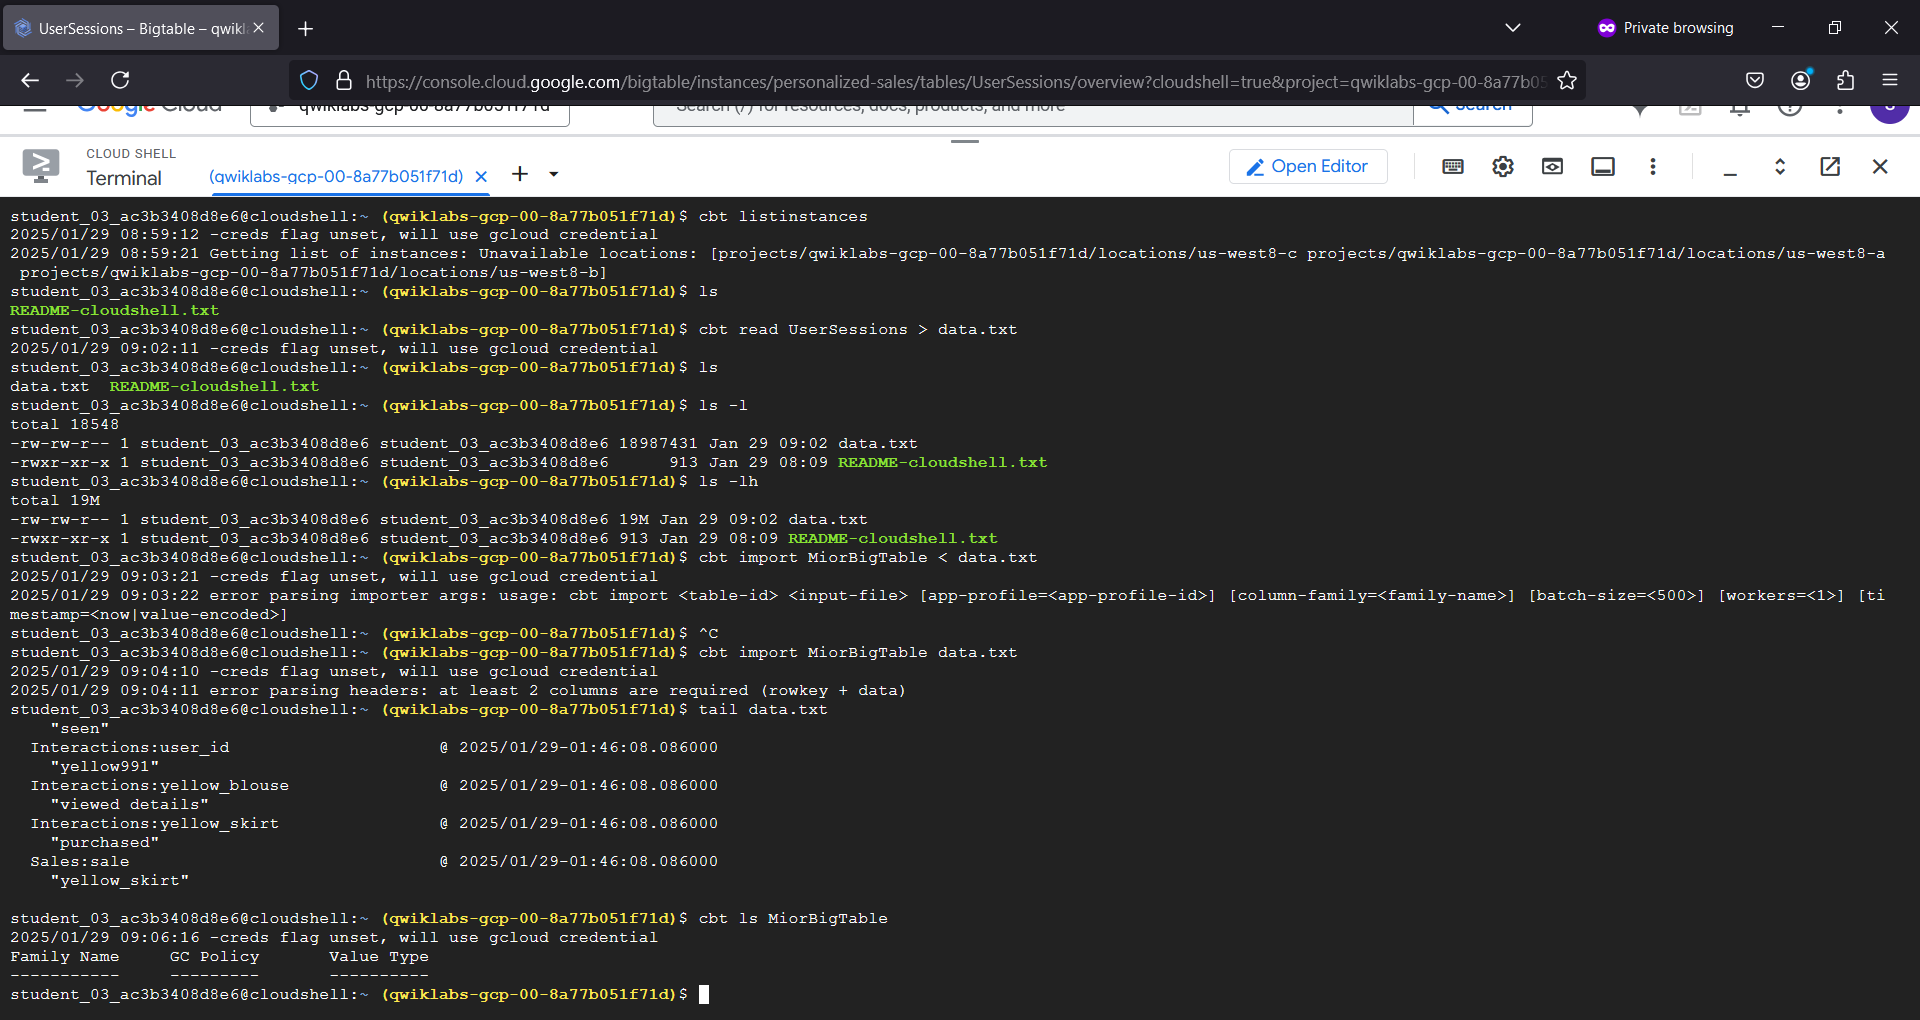 UserSessions – Bigtable – qwikl
Private browsing
https://console.cloud.google.com/bigtable/instances/personalized-sales/tables/UserSessions/overview?cloudshell=true&project=qwiklabs-gcp-00-8a77b05
Google Cloud
qwiklabs-gcp-00-8a77b051f71d
Search (/) for resources, docs, products, and more
Search
CLOUD SHELL
Terminal
(qwiklabs-gcp-00-8a77b051f71d)
Open Editor
student_03_ac3b3408d8e6@cloudshell:~ (qwiklabs-gcp-00-8a77b051f71d)$ cbt listinstances
2025/01/29 08:59:12 -creds flag unset, will use gcloud credential
2025/01/29 08:59:21 Getting list of instances: Unavailable locations: [projects/qwiklabs-gcp-00-8a77b051f71d/locations/us-west8-c projects/qwiklabs-gcp-00-8a77b051f71d/locations/us-west8-a
projects/qwiklabs-gcp-00-8a77b051f71d/locations/us-west8-b]
student_03_ac3b3408d8e6@cloudshell:~ (qwiklabs-gcp-00-8a77b051f71d)$ ls
README-cloudshell.txt
student_03_ac3b3408d8e6@cloudshell:~ (qwiklabs-gcp-00-8a77b051f71d)$ cbt read UserSessions > data.txt
2025/01/29 09:02:11 -creds flag unset, will use gcloud credential
student_03_ac3b3408d8e6@cloudshell:~ (qwiklabs-gcp-00-8a77b051f71d)$ ls
data.txt  README-cloudshell.txt
student_03_ac3b3408d8e6@cloudshell:~ (qwiklabs-gcp-00-8a77b051f71d)$ ls -l
total 18548
-rw-rw-r-- 1 student_03_ac3b3408d8e6 student_03_ac3b3408d8e6 18987431 Jan 29 09:02 data.txt
-rwxr-xr-x 1 student_03_ac3b3408d8e6 student_03_ac3b3408d8e6      913 Jan 29 08:09 README-cloudshell.txt
student_03_ac3b3408d8e6@cloudshell:~ (qwiklabs-gcp-00-8a77b051f71d)$ ls -lh
total 19M
-rw-rw-r-- 1 student_03_ac3b3408d8e6 student_03_ac3b3408d8e6 19M Jan 29 09:02 data.txt
-rwxr-xr-x 1 student_03_ac3b3408d8e6 student_03_ac3b3408d8e6 913 Jan 29 08:09 README-cloudshell.txt
student_03_ac3b3408d8e6@cloudshell:~ (qwiklabs-gcp-00-8a77b051f71d)$ cbt import MiorBigTable < data.txt
2025/01/29 09:03:21 -creds flag unset, will use gcloud credential
2025/01/29 09:03:22 error parsing importer args: usage: cbt import <table-id> <input-file> [app-profile=<app-profile-id>] [column-family=<family-name>] [batch-size=<500>] [workers=<1>] [ti
mestamp=<now|value-encoded>]
student_03_ac3b3408d8e6@cloudshell:~ (qwiklabs-gcp-00-8a77b051f71d)$ ^C
student_03_ac3b3408d8e6@cloudshell:~ (qwiklabs-gcp-00-8a77b051f71d)$ cbt import MiorBigTable data.txt
2025/01/29 09:04:10 -creds flag unset, will use gcloud credential
2025/01/29 09:04:11 error parsing headers: at least 2 columns are required (rowkey + data)
student_03_ac3b3408d8e6@cloudshell:~ (qwiklabs-gcp-00-8a77b051f71d)$ tail data.txt
"seen"
Interactions:user_id @ 2025/01/29-01:46:08.086000
"yellow991"
Interactions:yellow_blouse @ 2025/01/29-01:46:08.086000
"viewed details"
Interactions:yellow_skirt @ 2025/01/29-01:46:08.086000
"purchased"
Sales:sale @ 2025/01/29-01:46:08.086000
"yellow_skirt"
student_03_ac3b3408d8e6@cloudshell:~ (qwiklabs-gcp-00-8a77b051f71d)$ cbt ls MiorBigTable
2025/01/29 09:06:16 -creds flag unset, will use gcloud credential
Family Name     GC Policy       Value Type
-----------     ---------       ----------
student_03_ac3b3408d8e6@cloudshell:~ (qwiklabs-gcp-00-8a77b051f71d)$